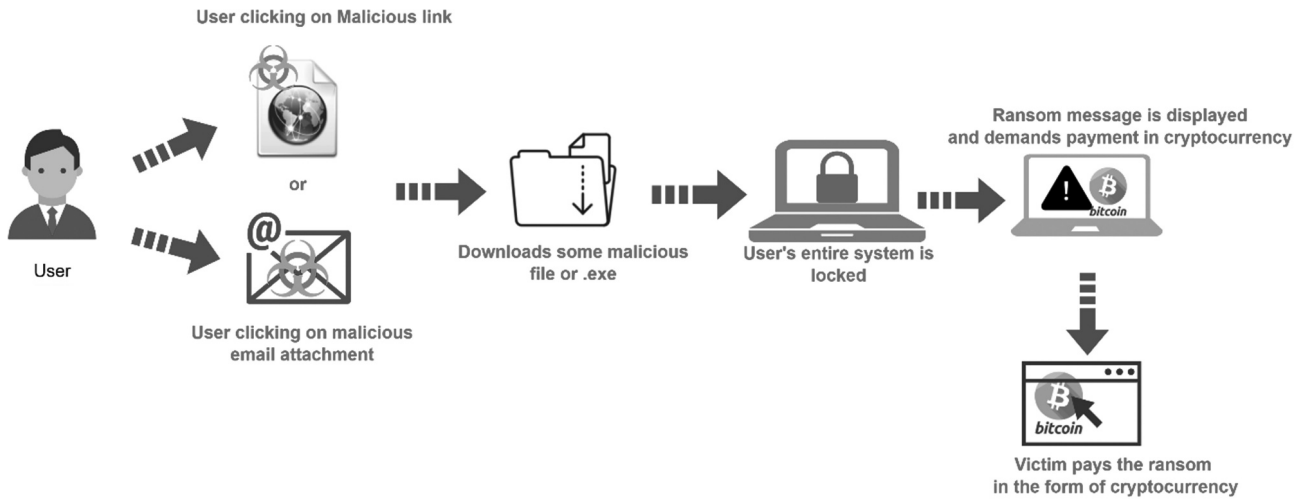 User clicking on Malicious link
or
User
@
User clicking on malicious
email attachment
Downloads some malicious
file or .exe
User's entire system is
locked
Ransom message is displayed
and demands payment in cryptocurrency
!
bitcoin
bitcoin
Victim pays the ransom
in the form of cryptocurrency